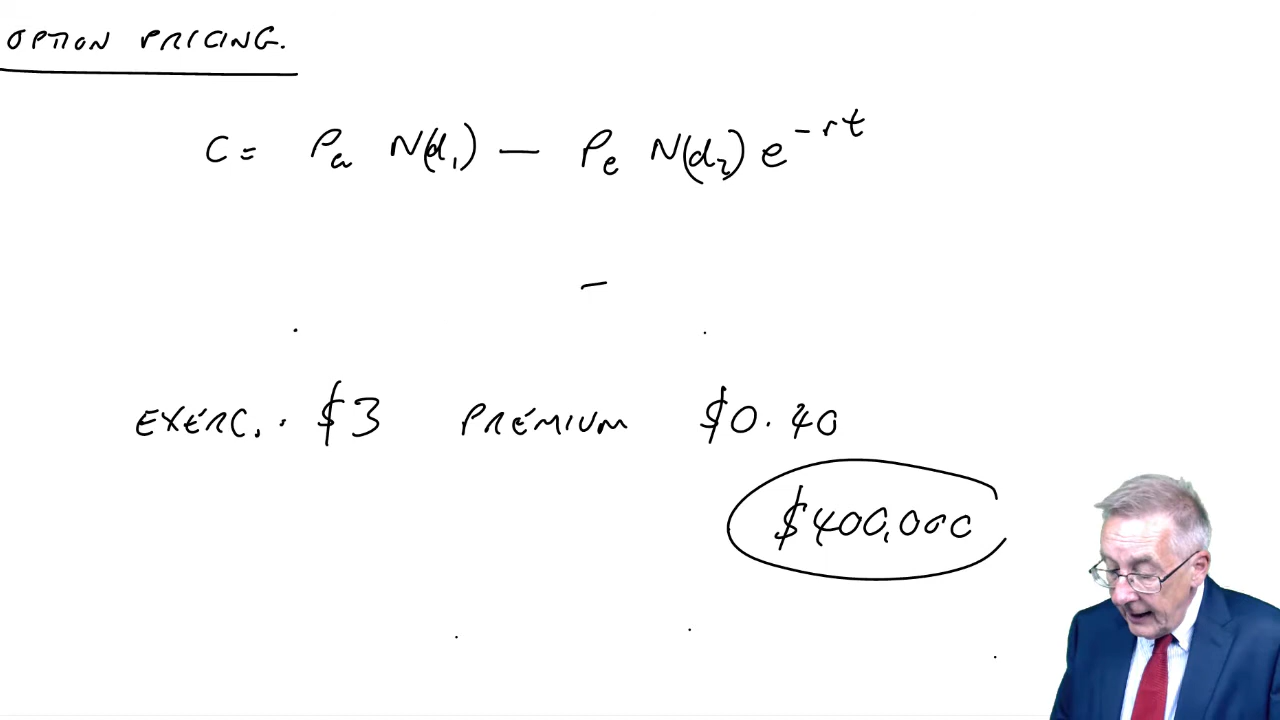 OPTION PRICING.
C = Pa N(d1) — Pe N(d2) e^-rt
—
EXERC. : $3 PREMIUM $0.40
$400,000